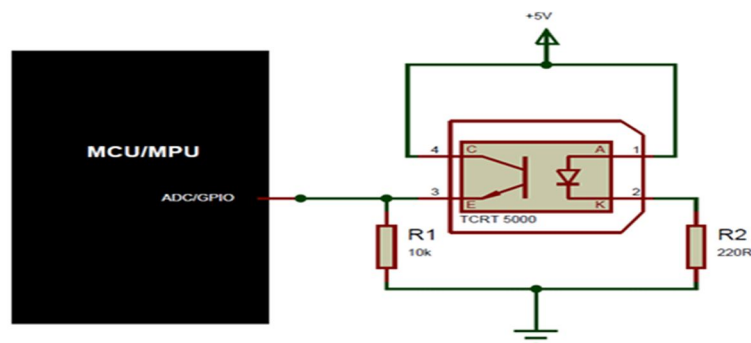 +5V
MCU/MPU
ADC/GPIO
4
C
A
1
3
E
K
2
TCRT 5000
R1
10k
R2
220R